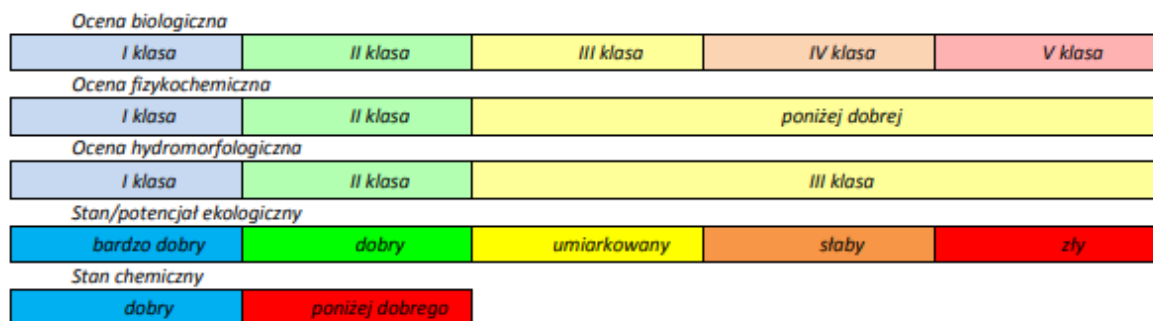 Ocena biologiczna
I klasa II klasa III klasa IV klasa V klasa
Ocena fizykochemiczna
I klasa II klasa poniżej dobrej
Ocena hydromorfologiczna
I klasa II klasa III klasa
Stan/potencjał ekologiczny
bardzo dobry dobry umiarkowany słaby zły
Stan chemiczny
dobry poniżej dobrego